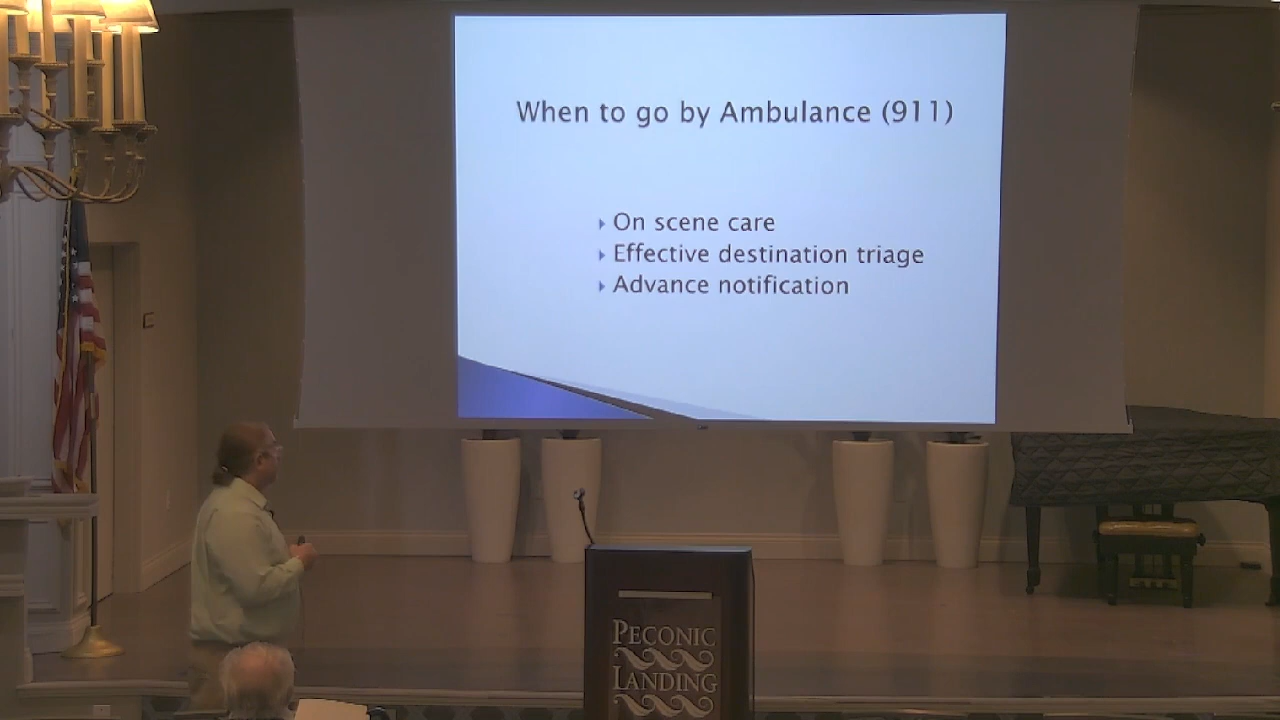 When to go by Ambulance (911)
On scene care
Effective destination triage
Advance notification
PECONIC
LANDING